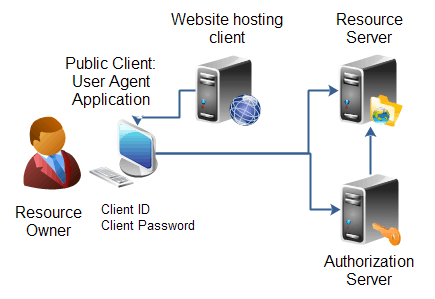 Website hosting
client
Resource
Server
Public Client:
User Agent
Application
Resource
Owner
Client ID
Client Password
Authorization
Server